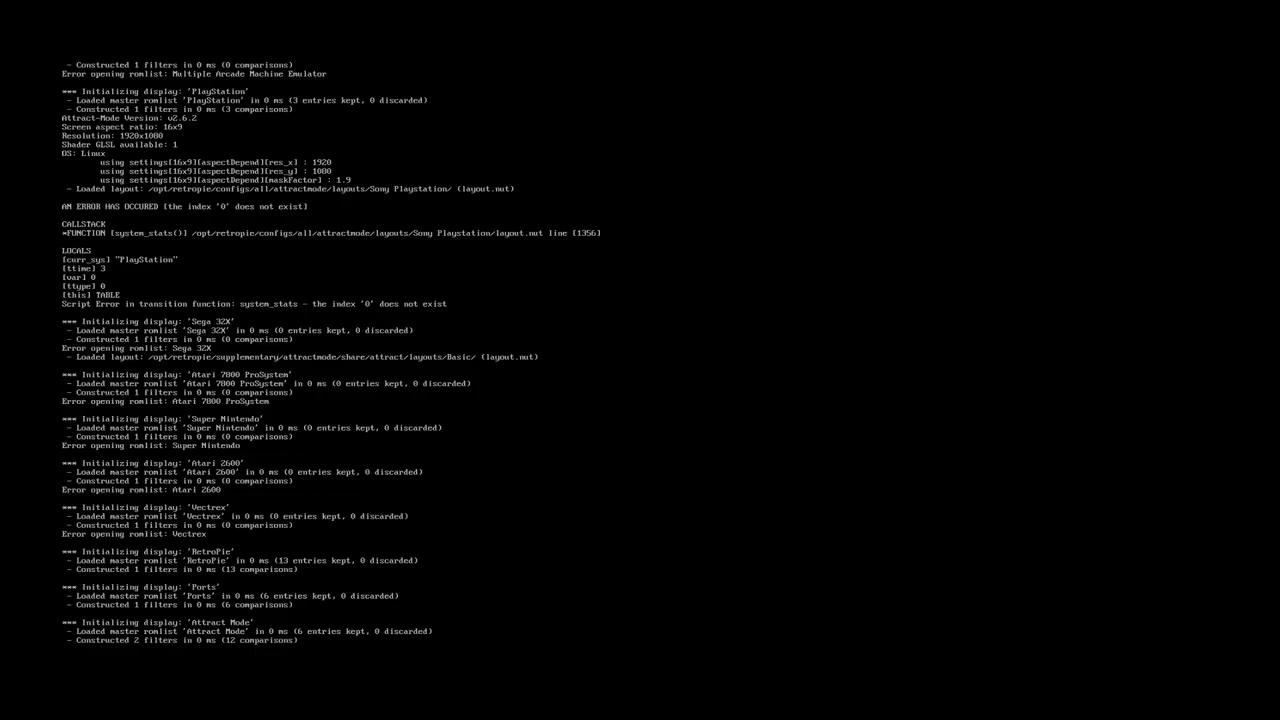 - Constructed 1 filters in 0 ms (0 comparisons)
Error opening romlist: Multiple Arcade Machine Emulator
*** Initializing display: 'PlayStation'
- Loaded master romlist 'PlayStation' in 0 ms (3 entries kept, 0 discarded)
- Constructed 1 filters in 0 ms (3 comparisons)
Attract-Mode Version: v2.6.2
Screen aspect ratio: 16x9
Resolution: 1920x1080
Shader GLSL available: 1
OS: Linux
using settings[16x9][aspectDepend][res_x] : 1920
using settings[16x9][aspectDepend][res_y] : 1080
using settings[16x9][aspectDepend][maskFactor] : 1.9
- Loaded layout: /opt/retropie/configs/all/attractmode/layouts/Sony Playstation/ (layout.nut)
AN ERROR HAS OCCURED [the index '0' does not exist]
CALLSTACK
*FUNCTION [system_stats()] /opt/retropie/configs/all/attractmode/layouts/Sony Playstation/layout.nut line [1356]
LOCALS
[curr_sys] "PlayStation"
[ttime] 3
[var] 0
[ttype] 0
[this] TABLE
Script Error in transition function: system_stats - the index '0' does not exist
*** Initializing display: 'Sega 32X'
- Loaded master romlist 'Sega 32X' in 0 ms (0 entries kept, 0 discarded)
- Constructed 1 filters in 0 ms (0 comparisons)
Error opening romlist: Sega 32X
- Loaded layout: /opt/retropie/supplementary/attractmode/share/attract/layouts/Basic/ (layout.nut)
*** Initializing display: 'Atari 7800 ProSystem'
- Loaded master romlist 'Atari 7800 ProSystem' in 0 ms (0 entries kept, 0 discarded)
- Constructed 1 filters in 0 ms (0 comparisons)
Error opening romlist: Atari 7800 ProSystem
*** Initializing display: 'Super Nintendo'
- Loaded master romlist 'Super Nintendo' in 0 ms (0 entries kept, 0 discarded)
- Constructed 1 filters in 0 ms (0 comparisons)
Error opening romlist: Super Nintendo
*** Initializing display: 'Atari 2600'
- Loaded master romlist 'Atari 2600' in 0 ms (0 entries kept, 0 discarded)
- Constructed 1 filters in 0 ms (0 comparisons)
Error opening romlist: Atari 2600
*** Initializing display: 'Vectrex'
- Loaded master romlist 'Vectrex' in 0 ms (0 entries kept, 0 discarded)
- Constructed 1 filters in 0 ms (0 comparisons)
Error opening romlist: Vectrex
*** Initializing display: 'RetroPie'
- Loaded master romlist 'RetroPie' in 0 ms (13 entries kept, 0 discarded)
- Constructed 1 filters in 0 ms (13 comparisons)
*** Initializing display: 'Ports'
- Loaded master romlist 'Ports' in 0 ms (6 entries kept, 0 discarded)
- Constructed 1 filters in 0 ms (6 comparisons)
*** Initializing display: 'Attract Mode'
- Loaded master romlist 'Attract Mode' in 0 ms (6 entries kept, 0 discarded)
- Constructed 2 filters in 0 ms (12 comparisons)